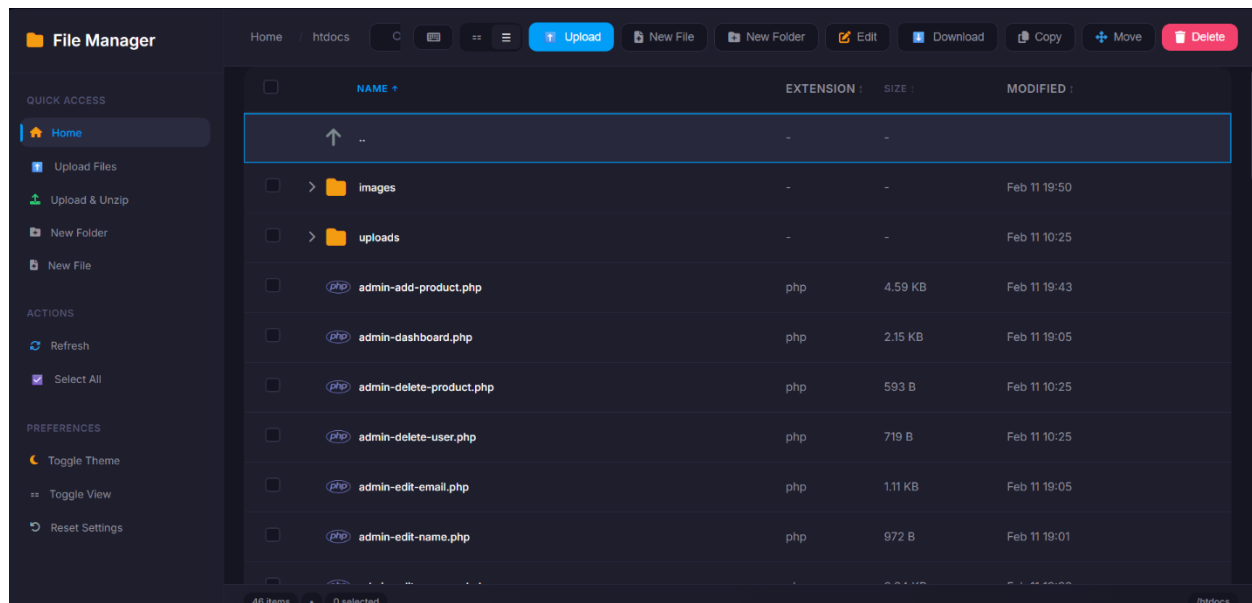 File Manager
Home / htdocs
Upload
New File
New Folder
Edit
Download
Copy
Move
Delete
QUICK ACCESS
Home
Upload Files
Upload & Unzip
New Folder
New File
ACTIONS
Refresh
Select All
PREFERENCES
Toggle Theme
Toggle View
Reset Settings
NAME ↑ EXTENSION ↕ SIZE ↕ MODIFIED ↕
.. - -
images - - Feb 11 19:50
uploads - - Feb 11 10:25
php admin-add-product.php php 4.59 KB Feb 11 19:43
php admin-dashboard.php php 2.15 KB Feb 11 19:05
php admin-delete-product.php php 593 B Feb 11 10:25
php admin-delete-user.php php 719 B Feb 11 10:25
php admin-edit-email.php php 1.11 KB Feb 11 19:05
php admin-edit-name.php php 972 B Feb 11 19:01
46 items • 0 selected /htdocs